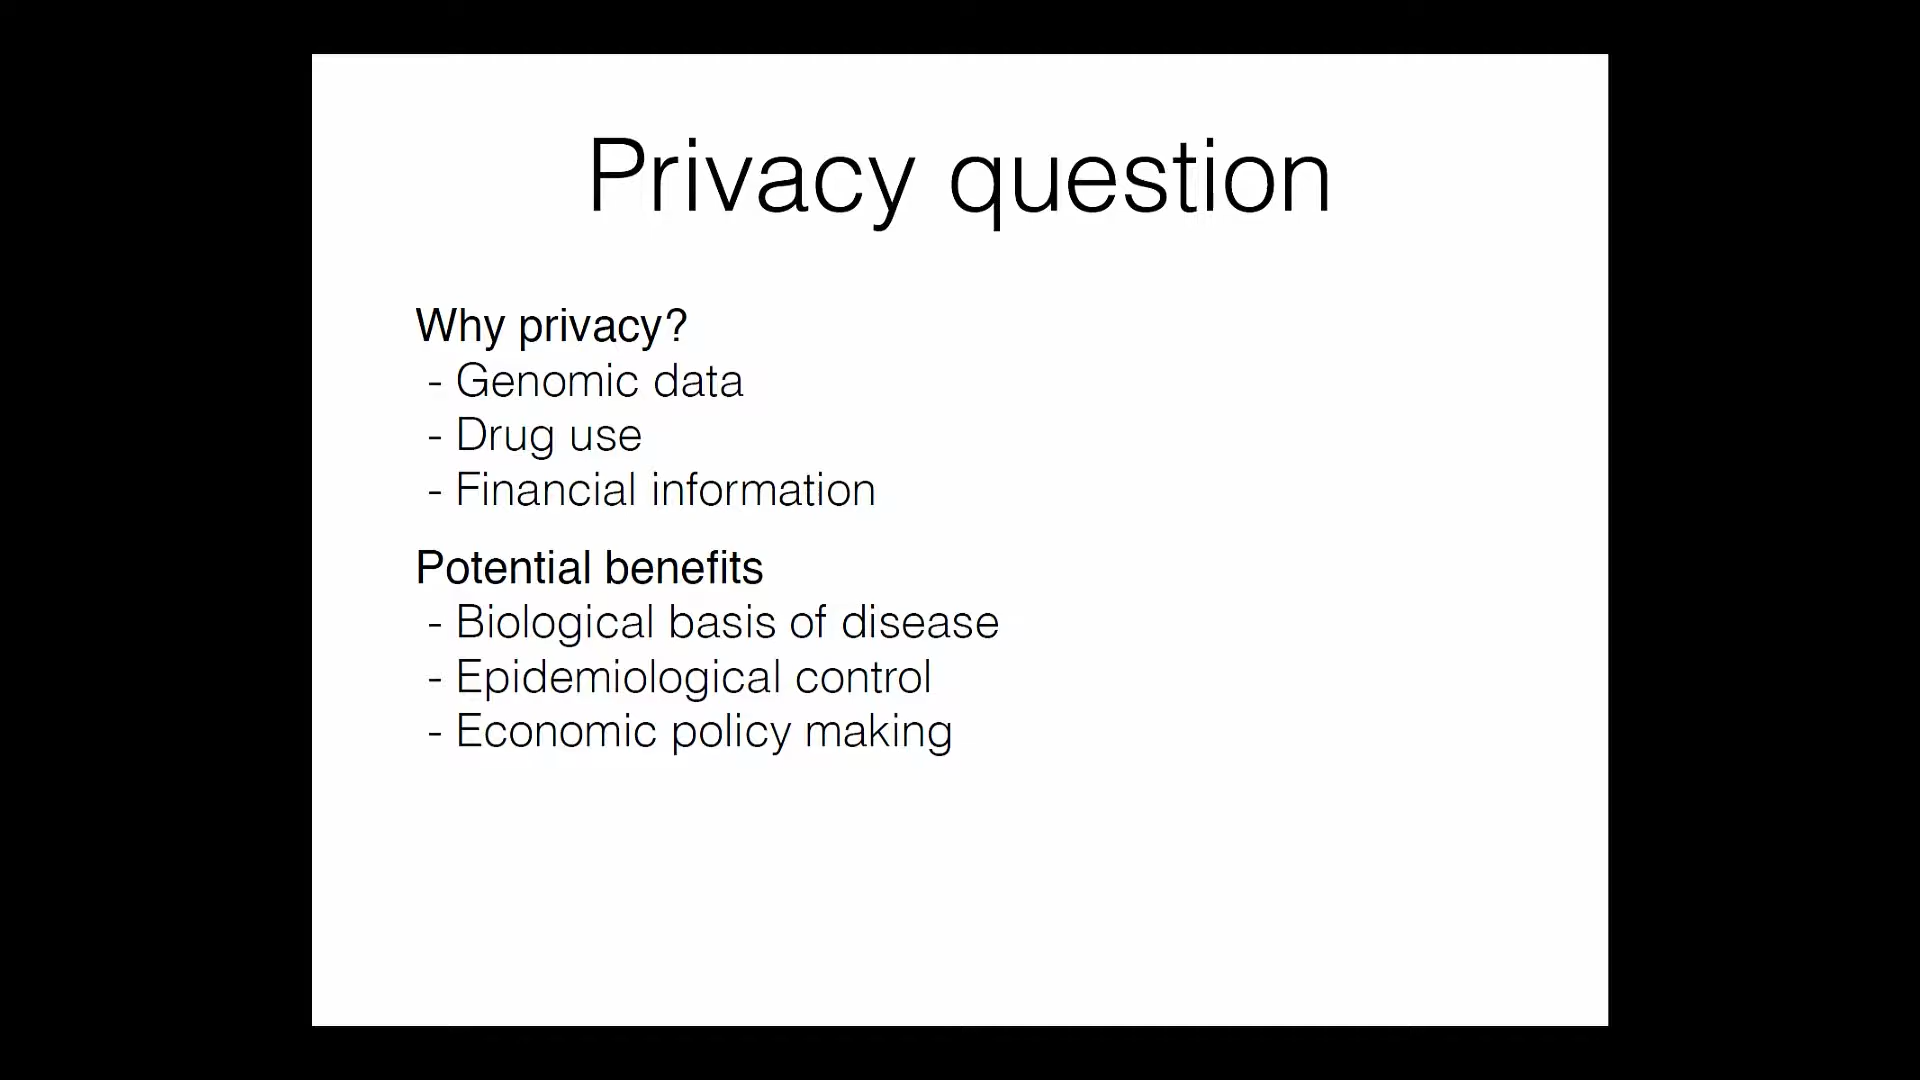 Privacy question
Why privacy?
- Genomic data
- Drug use
- Financial information
Potential benefits
- Biological basis of disease
- Epidemiological control
- Economic policy making